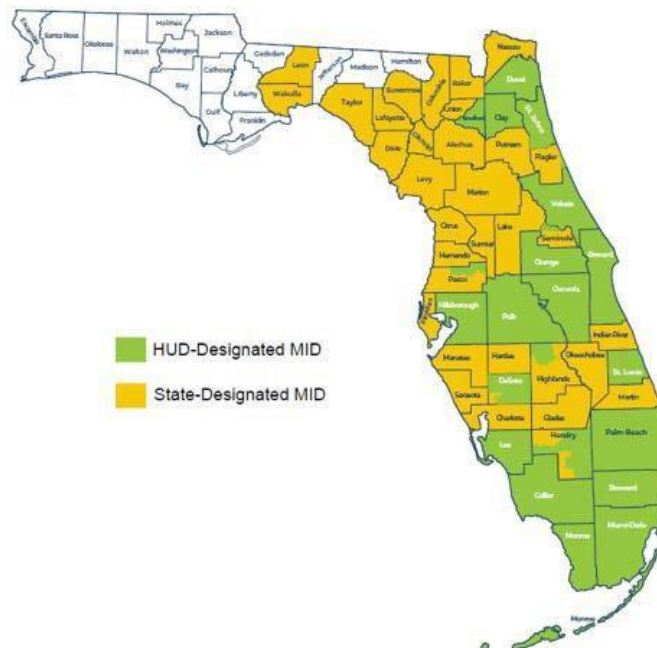 Escambia
Santa Rosa
Okaloosa
Walton
Holmes
Washington
Jackson
Bay
Calhoun
Gulf
Liberty
Franklin
Gadsden
Leon
Wakulla
Jefferson
Madison
Hamilton
Taylor
Suwannee
Lafayette
Dixie
Columbia
Baker
Union
Bradford
Gilchrist
Alachua
Levy
Nassau
Duval
Clay
St. Johns
Putnam
Flagler
Marion
Volusia
Citrus
Sumter
Lake
Seminole
Hernando
Orange
Brevard
Pasco
Osceola
Pinellas
Hillsborough
Polk
Indian River
Manatee
Hardee
Highlands
Okeechobee
St. Lucie
DeSoto
Sarasota
Martin
Charlotte
Glades
Lee
Hendry
Palm Beach
Collier
Broward
Monroe
Miami-Dade
Monroe
HUD-Designated MID
State-Designated MID